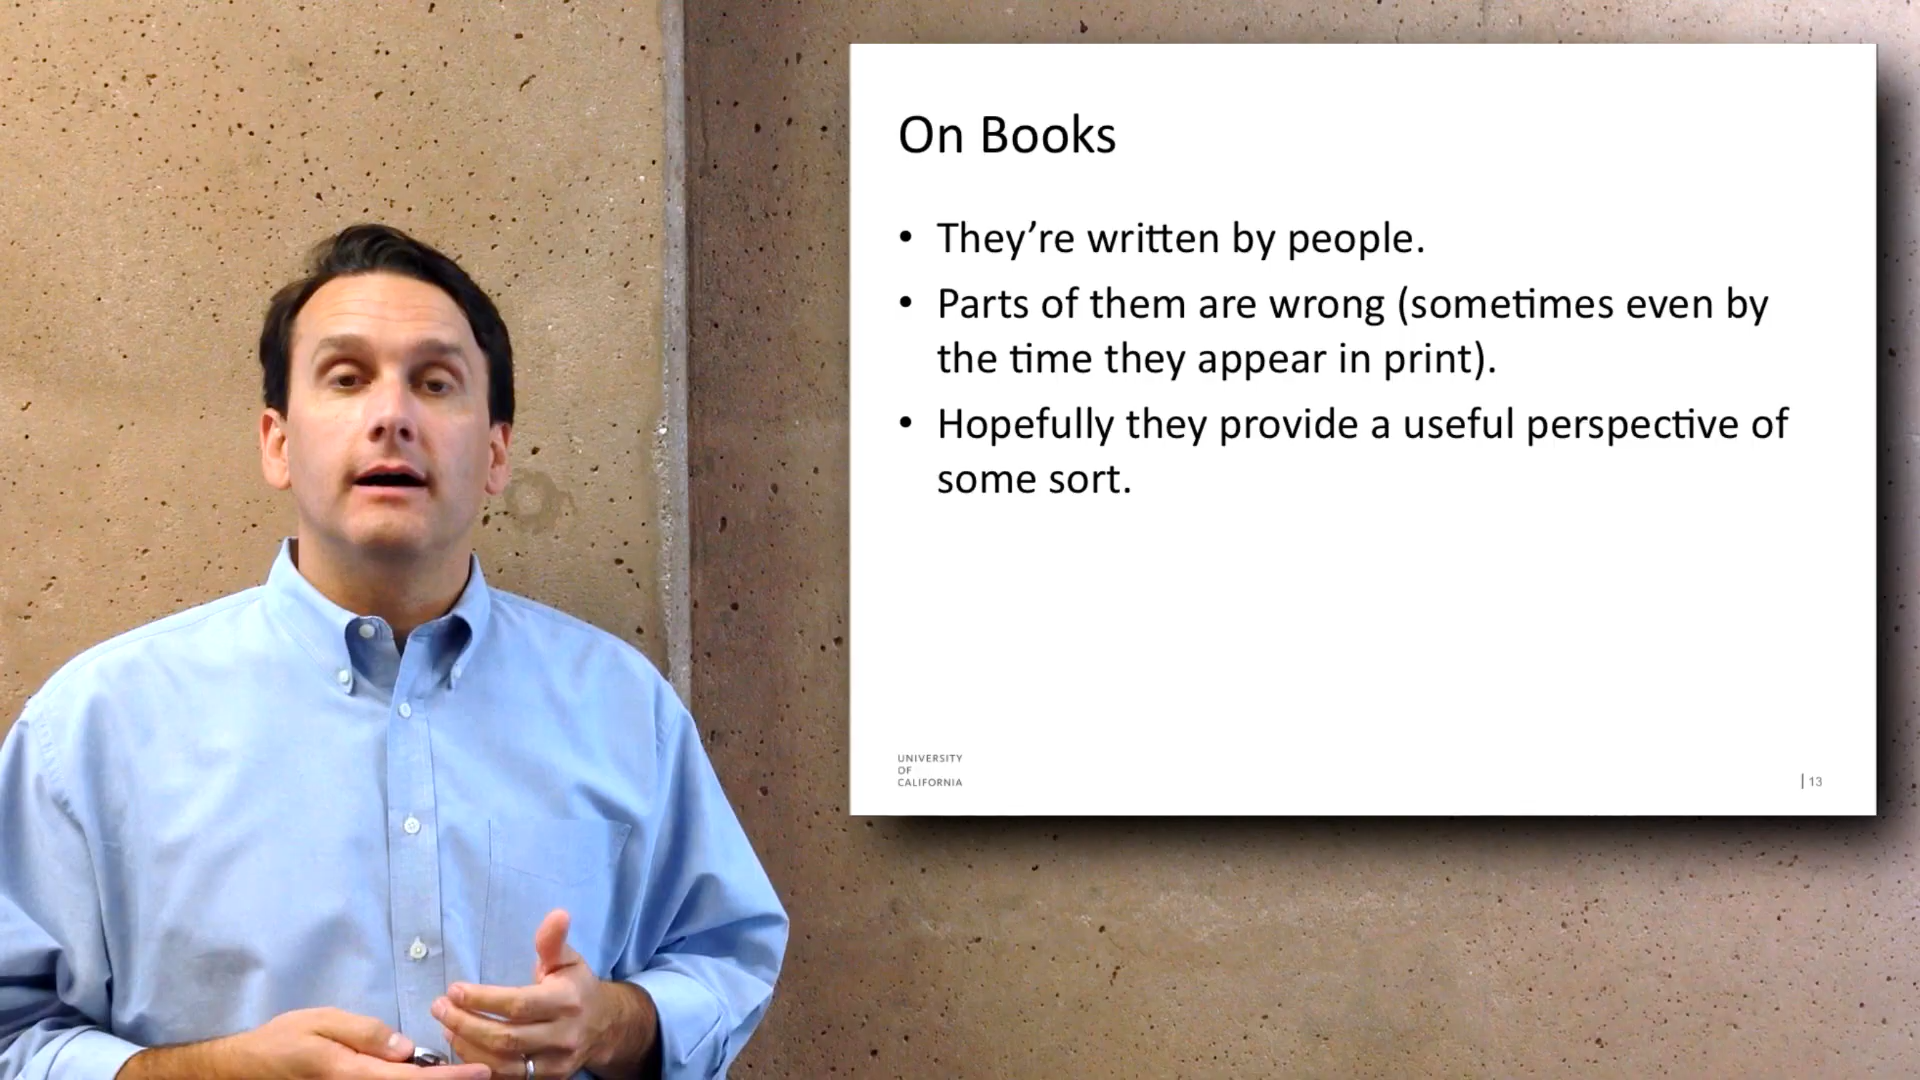 On Books
• They’re written by people.
• Parts of them are wrong (sometimes even by
the time they appear in print).
• Hopefully they provide a useful perspective of
some sort.
UNIVERSITY
OF
CALIFORNIA
| 13